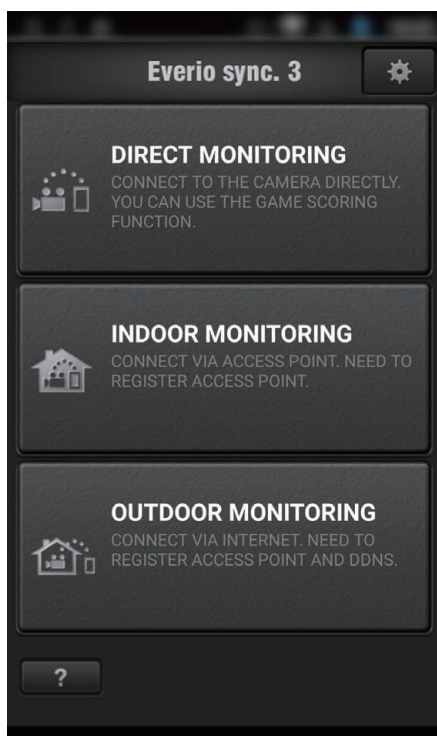 Everio sync. 3
DIRECT MONITORING
CONNECT TO THE CAMERA DIRECTLY.
YOU CAN USE THE GAME SCORING
FUNCTION.
INDOOR MONITORING
CONNECT VIA ACCESS POINT. NEED TO
REGISTER ACCESS POINT.
OUTDOOR MONITORING
CONNECT VIA INTERNET. NEED TO
REGISTER ACCESS POINT AND DDNS.
?